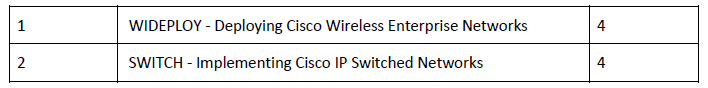 1 WIDEPLOY - Deploying Cisco Wireless Enterprise Networks 4
2 SWITCH - Implementing Cisco IP Switched Networks 4